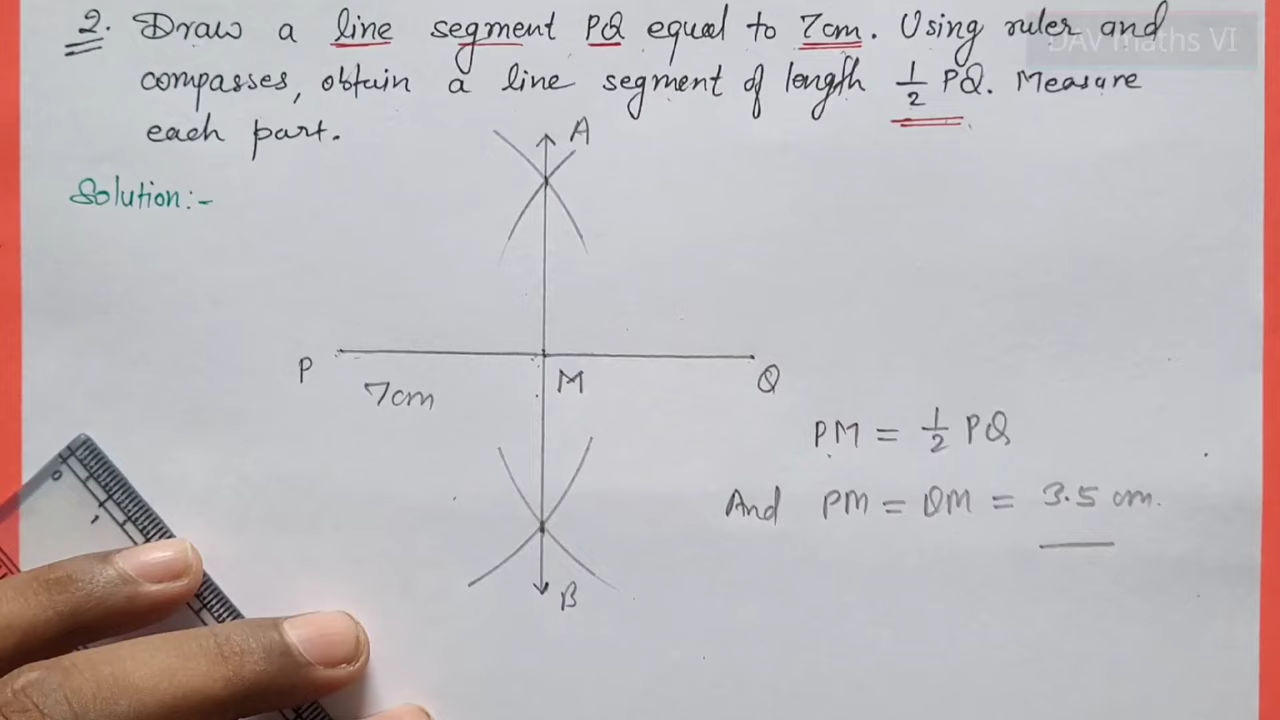 2. Draw a line segment PQ equal to 7cm. Using ruler and
DAV maths VI
compasses, obtain a line segment of length 1/2 PQ. Measure
each part.
A
Solution:-
P
M
Q
7cm
PM = 1/2 PQ
And PM = QM = 3.5 cm.
B
0
1